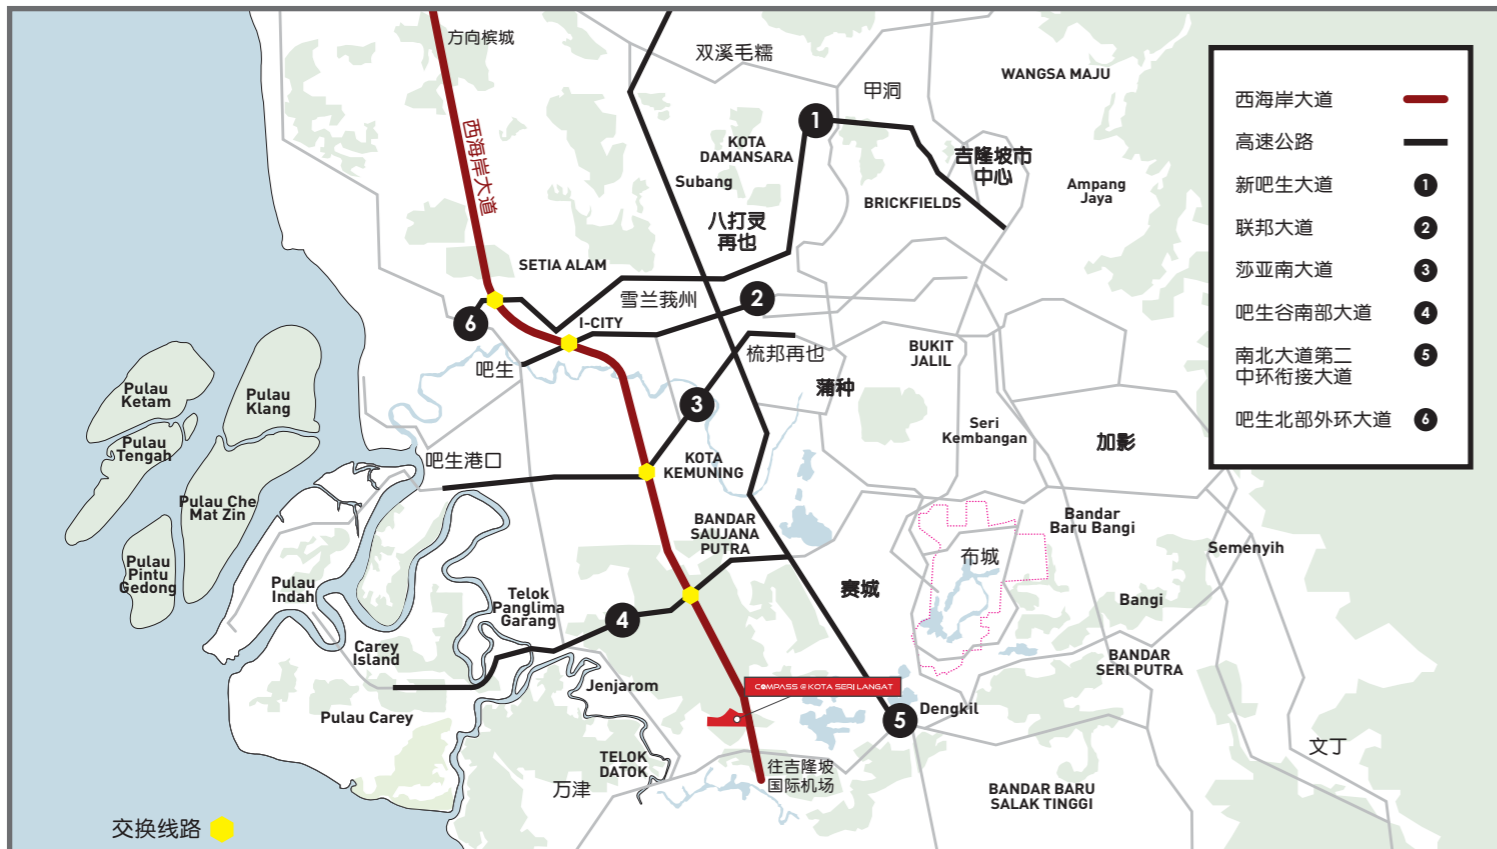 方向槟城
双溪毛糯
甲洞
WANGSA MAJU
西海岸大道
KOTA
DAMANSARA
Subang
1
吉隆坡市
中心
Ampang
Jaya
BRICKFIELDS
八打灵
再也
SETIA ALAM
雪兰莪州
2
6
I-CITY
吧生
梳邦再也
BUKIT
JALIL
蒲种
3
Pulau
Ketam
Pulau
Klang
Pulau
Tengah
Seri
Kembangan
加影
吧生港口
KOTA
KEMUNING
Pulau Che
Mat Zin
BANDAR
SAUJANA
PUTRA
Bandar
Baru Bangi
Semenyih
布城
Pulau
Pintu
Gedong
Pulau
Indah
Telok
Panglima
Garang
4
赛城
Bangi
Carey
Island
BANDAR
SERI PUTRA
Jenjarom
COMPASS @ KOTA SERI LANGAT
Pulau Carey
5
Dengkil
TELOK
DATOK
万津
往吉隆坡
国际机场
文丁
BANDAR BARU
SALAK TINGGI
交换线路
西海岸大道
高速公路
新吧生大道 1
联邦大道 2
莎亚南大道 3
吧生谷南部大道 4
南北大道第二 5
中环衔接大道
吧生北部外环大道 6